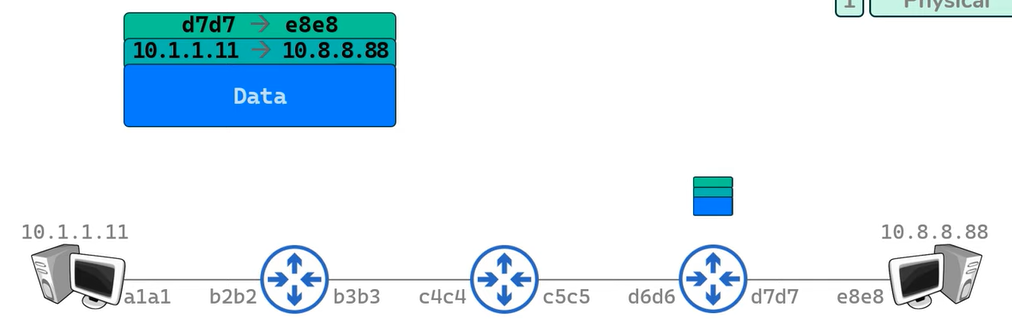 1 Physical
d7d7 → e8e8
10.1.1.11 → 10.8.8.88
Data
10.1.1.11 10.8.8.88
a1a1 b2b2 b3b3 c4c4 c5c5 d6d6 d7d7 e8e8